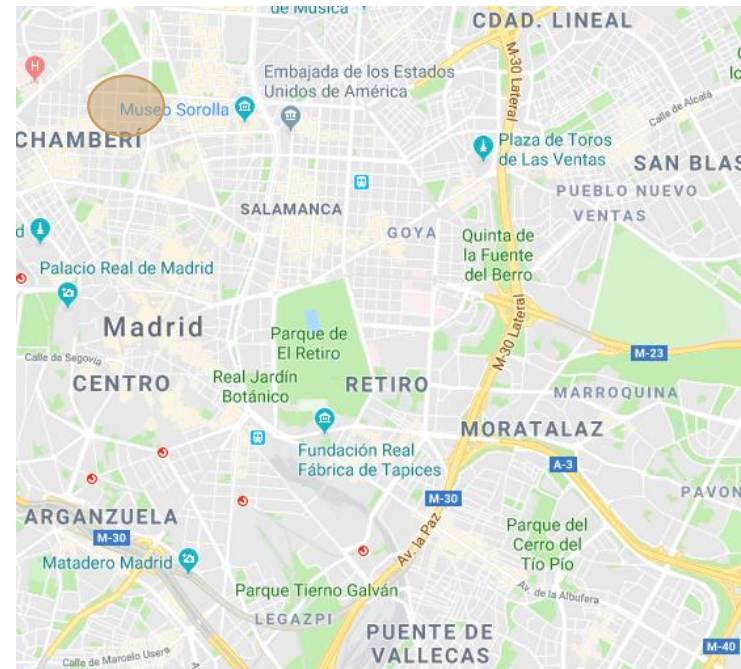 de Música
CDAD. LINEAL
M-30 Lateral
H
Embajada de los Estados
Unidos de América
Museo Sorolla
Calle de Alcalá
CHAMBERÍ
Plaza de Toros
de Las Ventas
SAN BLAS
PUEBLO NUEVO
VENTAS
SALAMANCA
GOYA
d
Quinta de
la Fuente
del Berro
Palacio Real de Madrid
Madrid
Parque de
El Retiro
M-30 Lateral
M-23
Calle de Segovia
CENTRO
Real Jardín
Botánico
RETIRO
MARROQUINA
MORATALAZ
Fundación Real
Fábrica de Tapices
A-3
M-30
PAVON
ARGANZUELA
M-30
Av. la Paz
Parque del
Cerro del
Tío Pío
Matadero Madrid
Parque Tierno Galván
Av. de la Albufera
LEGAZPI
PUENTE DE
VALLECAS
M-40
Calle de Marcelo Usera